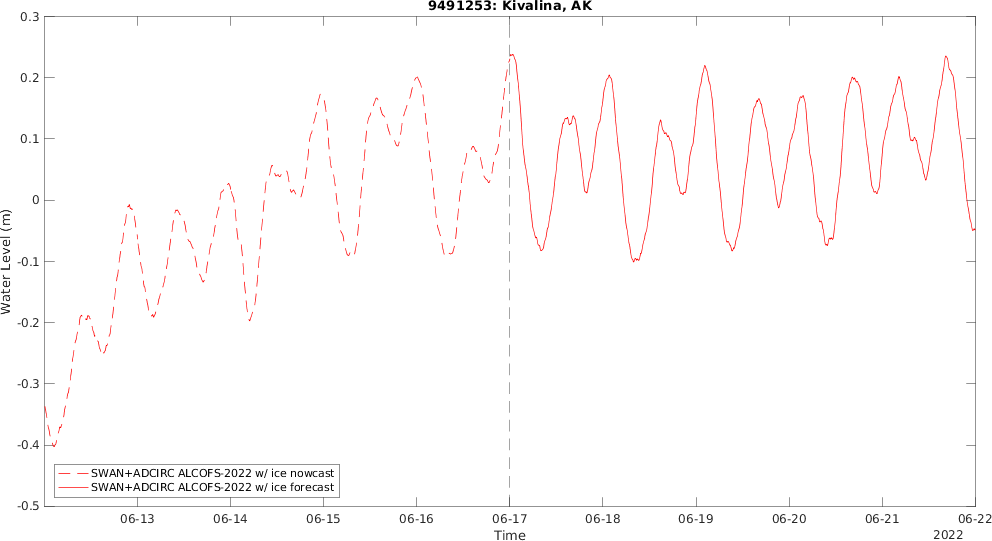 9491253: Kivalina, AK
0.3
0.2
0.1
0
-0.1
-0.2
-0.3
-0.4
-0.5
Water Level (m)
SWAN+ADCIRC ALCOFS-2022 w/ ice nowcast
SWAN+ADCIRC ALCOFS-2022 w/ ice forecast
06-13 06-14 06-15 06-16 06-17 06-18 06-19 06-20 06-21 06-22
Time
2022